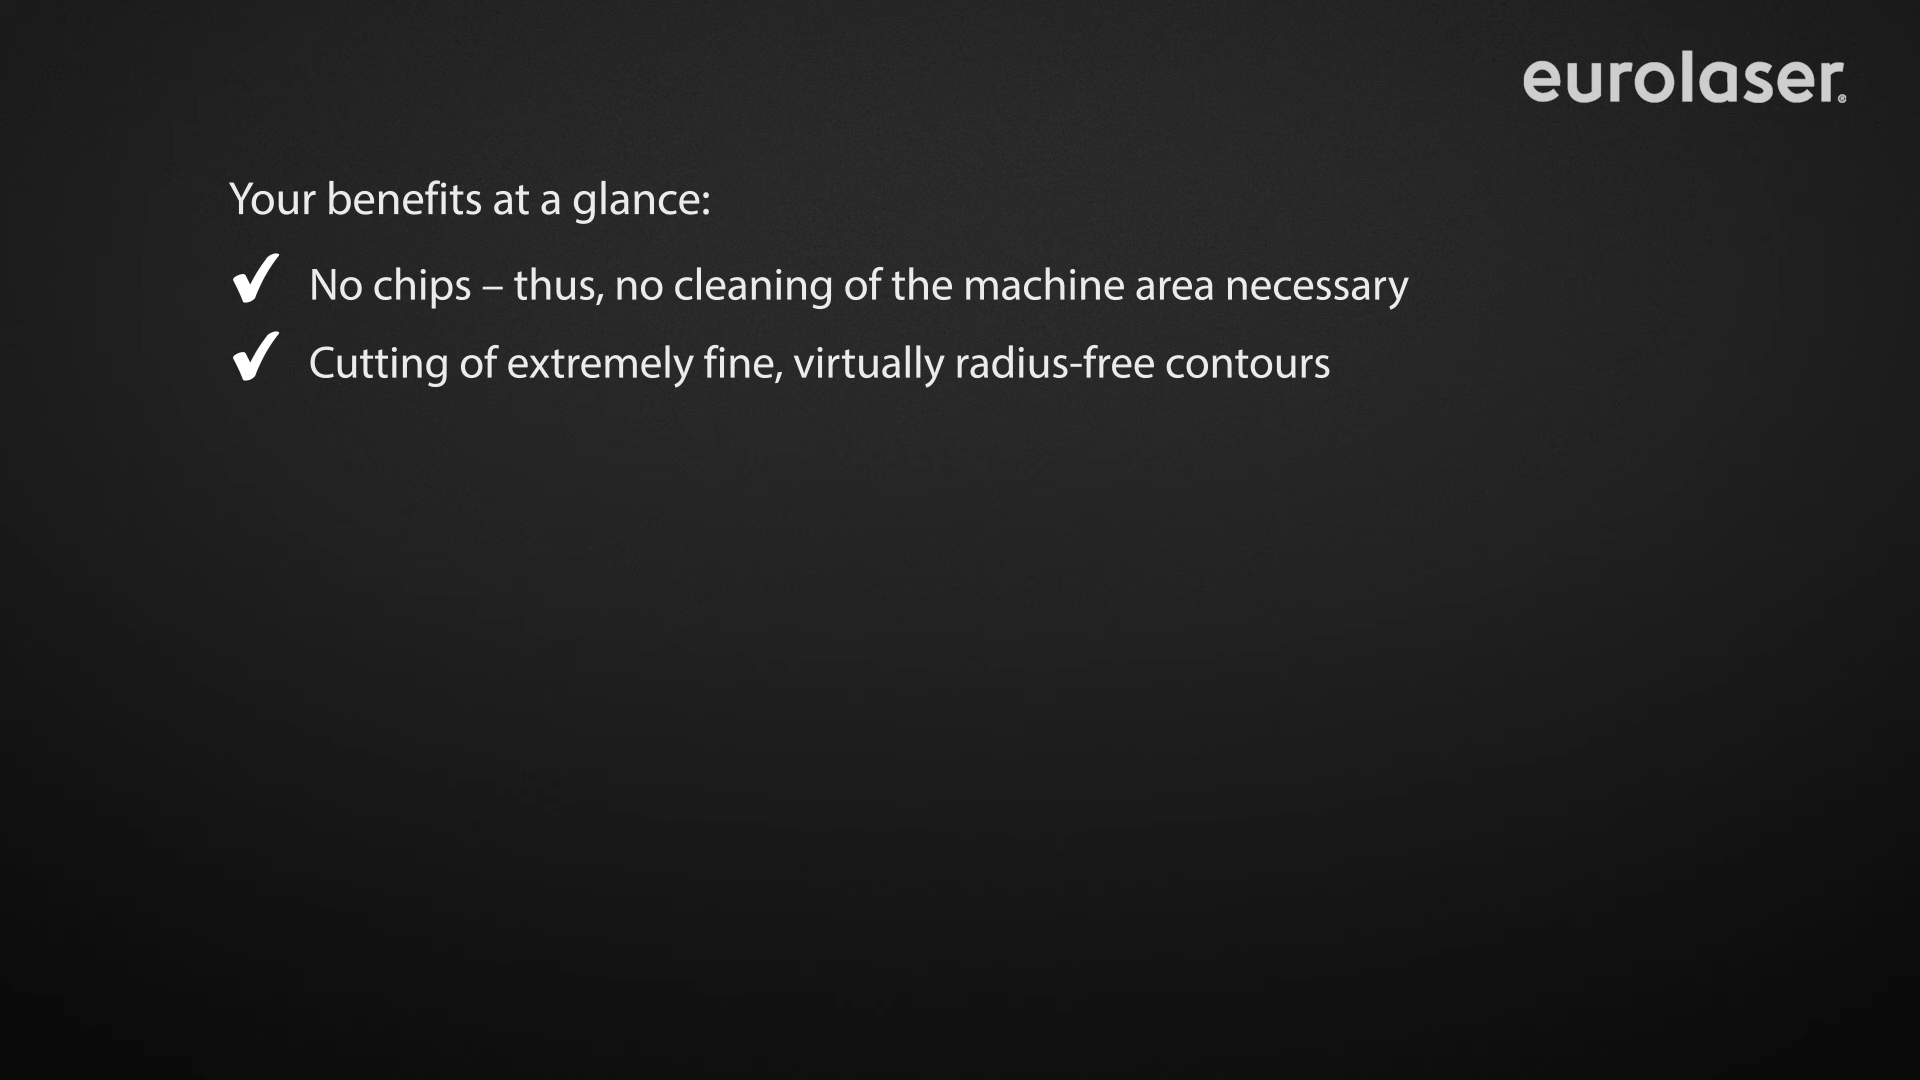 eurolaser®
Your benefits at a glance:
✔ No chips – thus, no cleaning of the machine area necessary
✔ Cutting of extremely fine, virtually radius-free contours